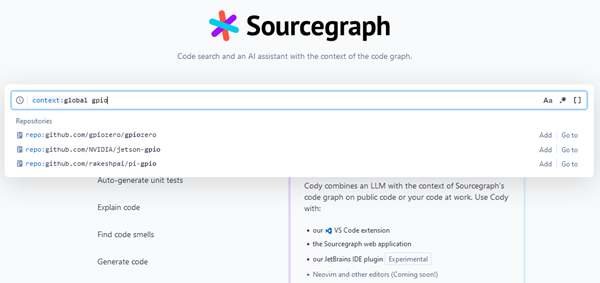 Sourcegraph
Code search and an AI assistant with the context of the code graph.
context:global gpio
Aa .* []
Repositories
repo:github.com/gpiozero/gpiozero Add Go to
repo:github.com/NVIDIA/jetson-gpio Add Go to
repo:github.com/rakeshpai/pi-gpio Add Go to
Auto-generate unit tests
Explain code
Find code smells
Generate code
Cody combines an LLM with the context of Sourcegraph's
code graph on public code or your code at work. Use Cody
with:
• our VS Code extension
• the Sourcegraph web application
• our JetBrains IDE plugin Experimental
• Neovim and other editors (Coming soon!)